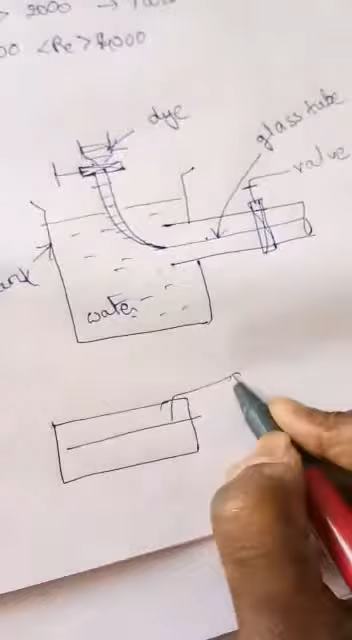 > 2000 →
00 < Re > 4000
dye
glass tube
valve
ank
water